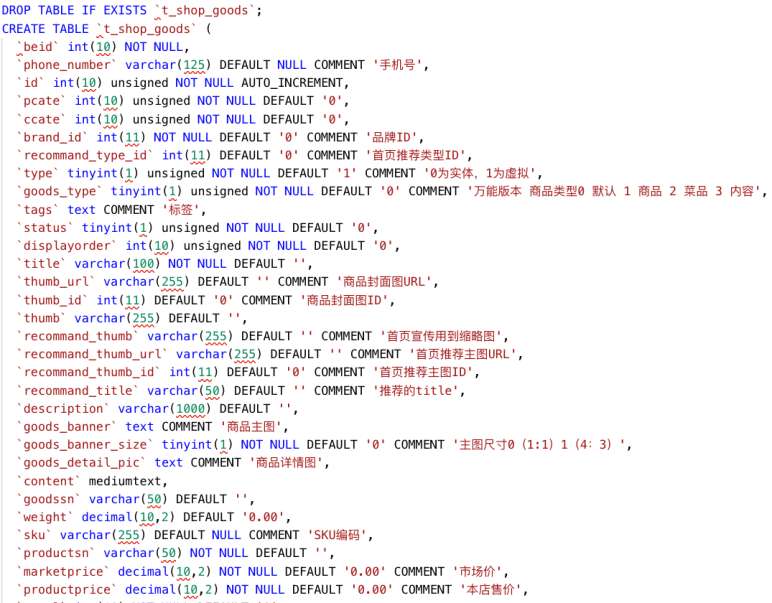 DROP TABLE IF EXISTS `t_shop_goods`;
CREATE TABLE `t_shop_goods` (
`beid` int(10) NOT NULL,
`phone_number` varchar(125) DEFAULT NULL COMMENT '手机号',
`id` int(10) unsigned NOT NULL AUTO_INCREMENT,
`pcate` int(10) unsigned NOT NULL DEFAULT '0',
`ccate` int(10) unsigned NOT NULL DEFAULT '0',
`brand_id` int(11) NOT NULL DEFAULT '0' COMMENT '品牌ID',
`recommand_type_id` int(11) DEFAULT '0' COMMENT '首页推荐类型ID',
`type` tinyint(1) unsigned NOT NULL DEFAULT '1' COMMENT '0为实体，1为虚拟',
`goods_type` tinyint(1) unsigned NOT NULL DEFAULT '0' COMMENT '万能版本 商品类型0 默认 1 商品 2 菜品 3 内容',
`tags` text COMMENT '标签',
`status` tinyint(1) unsigned NOT NULL DEFAULT '0',
`displayorder` int(10) unsigned NOT NULL DEFAULT '0',
`title` varchar(100) NOT NULL DEFAULT '',
`thumb_url` varchar(255) DEFAULT '' COMMENT '商品封面图URL',
`thumb_id` int(11) DEFAULT '0' COMMENT '商品封面图ID',
`thumb` varchar(255) DEFAULT '',
`recommand_thumb` varchar(255) DEFAULT '' COMMENT '首页宣传用到缩略图',
`recommand_thumb_url` varchar(255) DEFAULT '' COMMENT '首页推荐主图URL',
`recommand_thumb_id` int(11) DEFAULT '0' COMMENT '首页推荐主图ID',
`recommand_title` varchar(50) DEFAULT '' COMMENT '推荐的title',
`description` varchar(1000) DEFAULT '',
`goods_banner` text COMMENT '商品主图',
`goods_banner_size` tinyint(1) NOT NULL DEFAULT '0' COMMENT '主图尺寸0（1:1）1（4：3）',
`goods_detail_pic` text COMMENT '商品详情图',
`content` mediumtext,
`goodssn` varchar(50) DEFAULT '',
`weight` decimal(10,2) DEFAULT '0.00',
`sku` varchar(255) DEFAULT NULL COMMENT 'SKU编码',
`productsn` varchar(50) NOT NULL DEFAULT '',
`marketprice` decimal(10,2) NOT NULL DEFAULT '0.00' COMMENT '市场价',
`productprice` decimal(10,2) NOT NULL DEFAULT '0.00' COMMENT '本店售价',